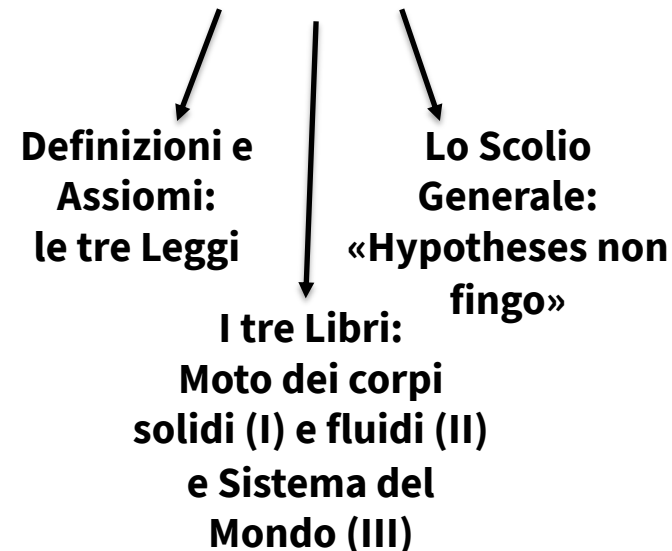 Definizioni e
Assiomi:
le tre Leggi
Lo Scolio
Generale:
«Hypotheses non
fingo»
I tre Libri:
Moto dei corpi
solidi (I) e fluidi (II)
e Sistema del
Mondo (III)